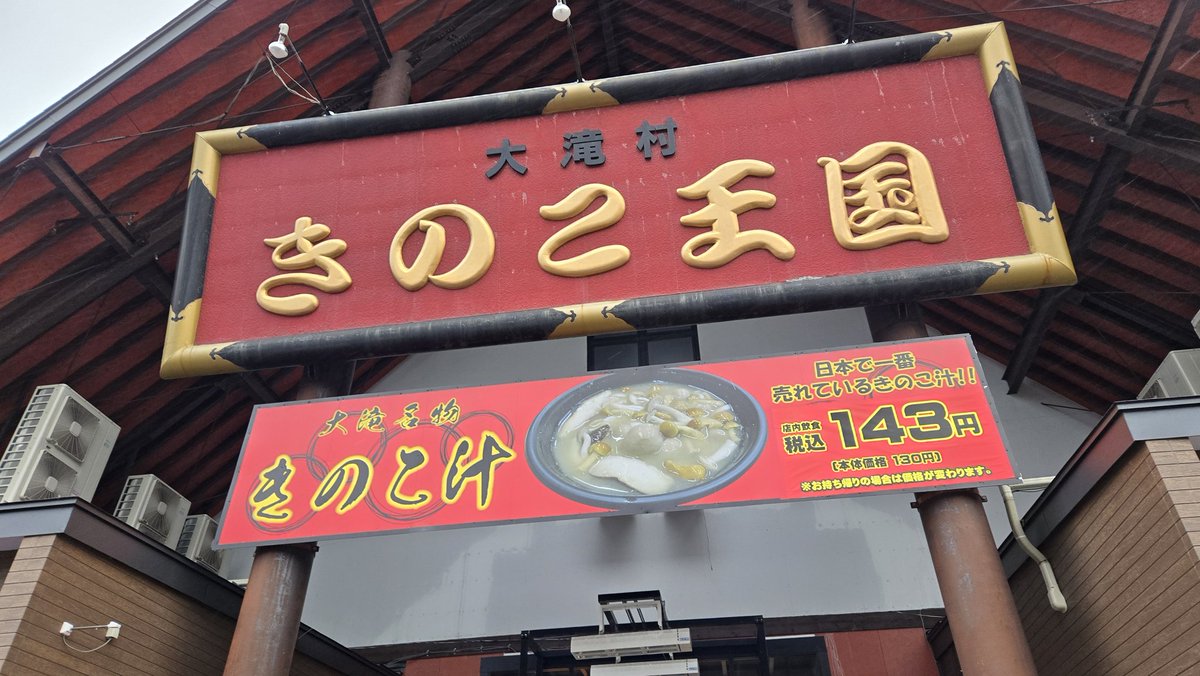 大滝村
きのこ王国
大滝名物
きのこ汁
日本で一番
売れているきのこ汁!!
店内飲食
税込 143円
(本体価格 130円)
※お持ち帰りの場合は価格が変わります。